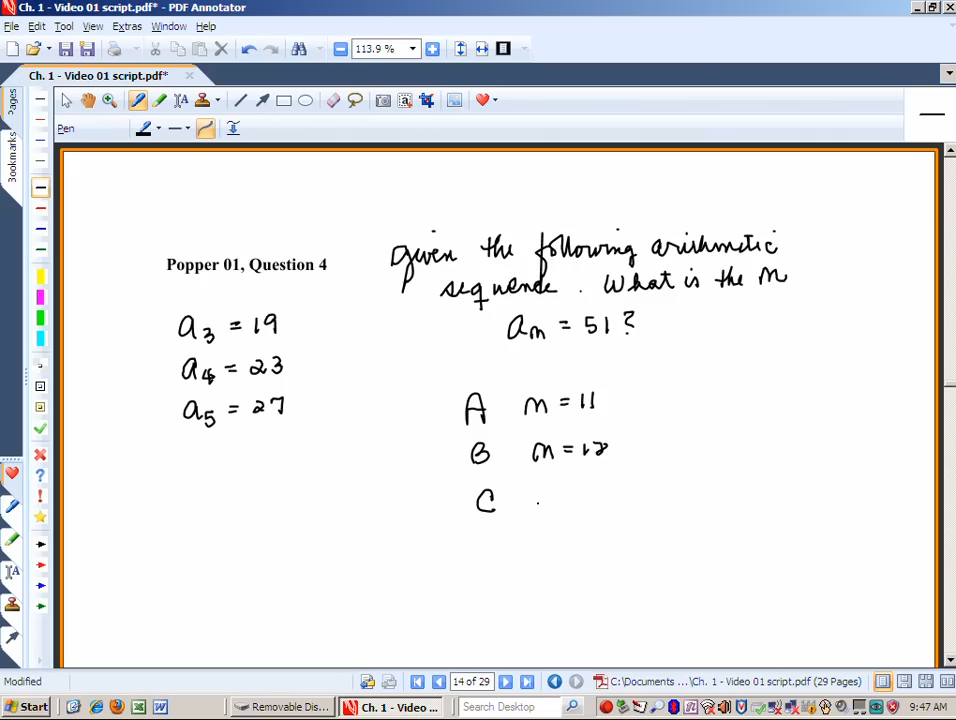 Ch. 1 - Video 01 script.pdf* - PDF Annotator
File Edit Tool View Extras Window Help
113.9 %
Ch. 1 - Video 01 script.pdf*
Pages
Bookmarks
Pen
Popper 01, Question 4
given the following arithmetic
sequence. What is the m
am = 51?
a3 = 19
a4 = 23
a5 = 27
A m = 11
B m = 12
C
Modified
14 of 29
C:\Documents ...\Ch. 1 - Video 01 script.pdf (29 Pages)
Start
Removable Dis...
Ch. 1 - Video 01 ...
Search Desktop
9:47 AM